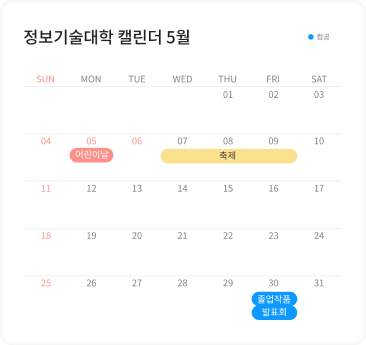 정보기술대학 캘린더 5월
컴공
SUN MON TUE WED THU FRI SAT
01 02 03
04 05 06 07 08 09 10
어린이날 축제
11 12 13 14 15 16 17
18 19 20 21 22 23 24
25 26 27 28 29 30 31
졸업작품
발표회